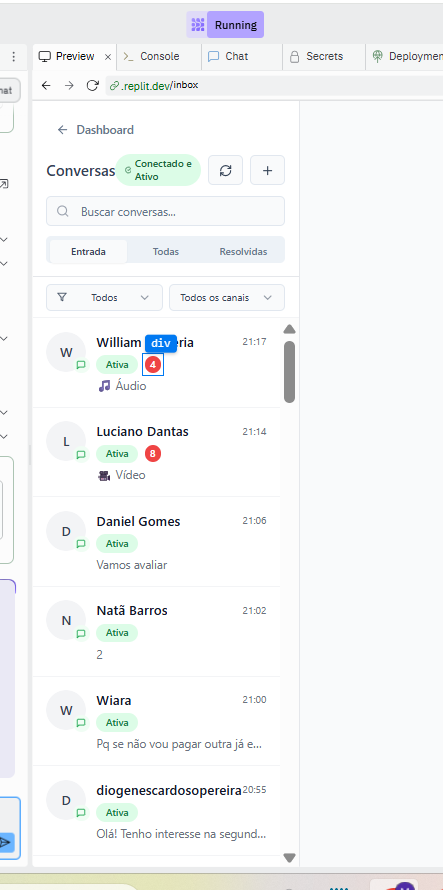 Running
Preview × Console Chat Secrets Deploymen
.replit.dev/inbox
Dashboard
Conversas
Conectado e
Ativo
Buscar conversas...
Entrada Todas Resolvidas
Todos Todos os canais
W William div eria 21:17
Ativa 4
Áudio
L Luciano Dantas 21:14
Ativa 8
Vídeo
D Daniel Gomes 21:06
Ativa
Vamos avaliar
N Natã Barros 21:02
Ativa
2
W Wiara 21:00
Ativa
Pq se não vou pagar outra já e...
D diogenescardosopereira 20:55
Ativa
Olá! Tenho interesse na segund...